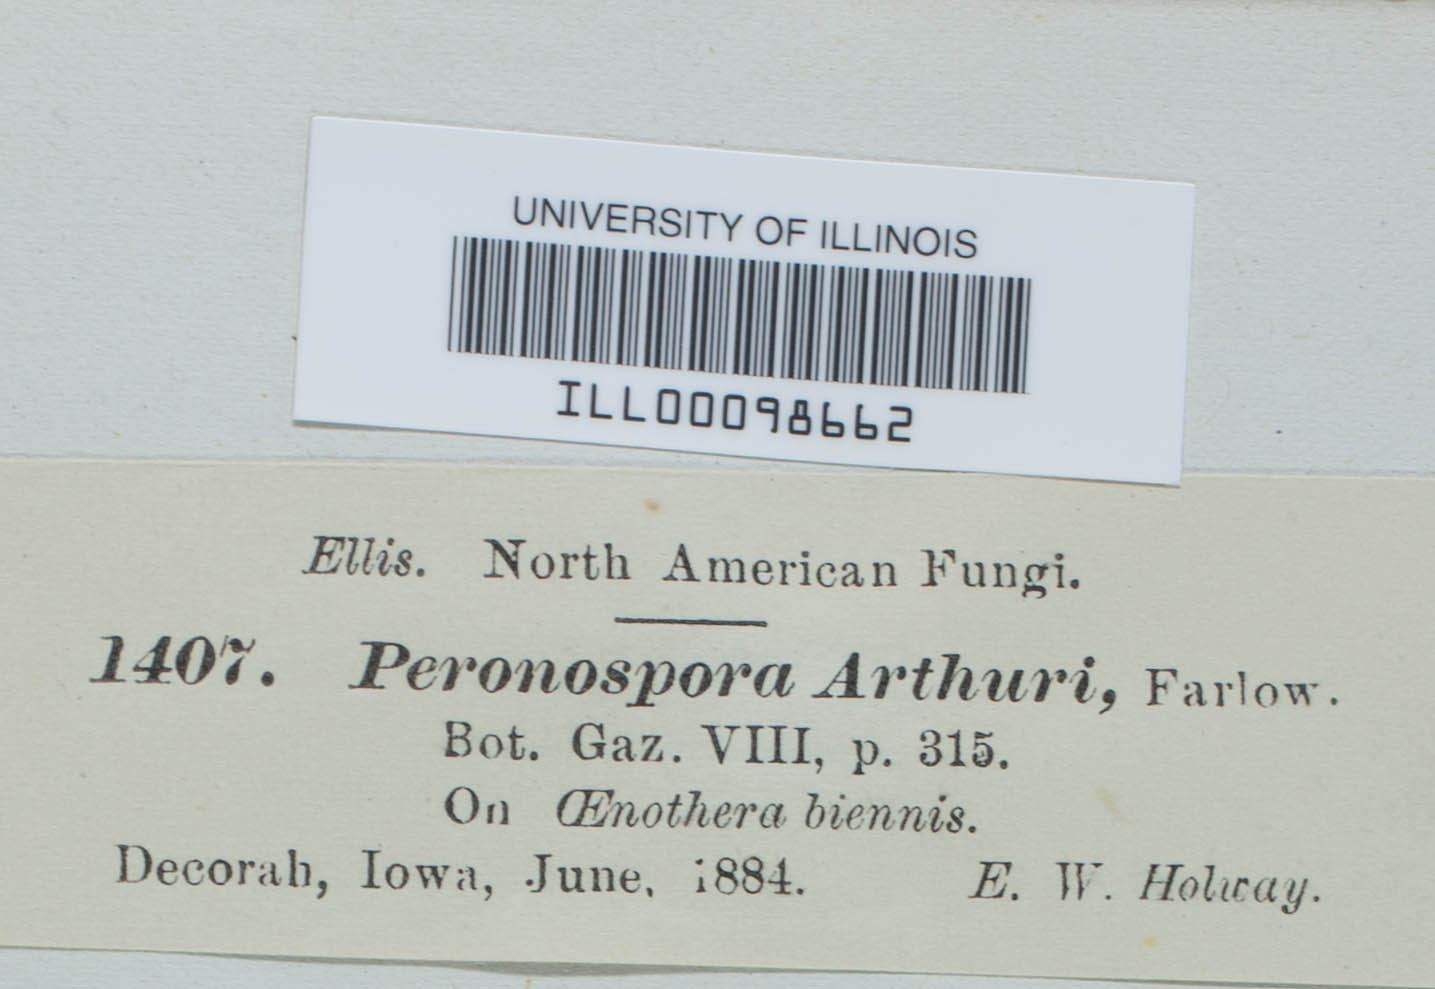 UNIVERSITY OF ILLINOIS
ILL00098662
Ellis. North American Fungi.
1407. Peronospora Arthuri, Farlow.
Bot. Gaz. VIII, p. 315.
On Œnothera biennis.
Decorah, Iowa, June, 1884. E. W. Holway.